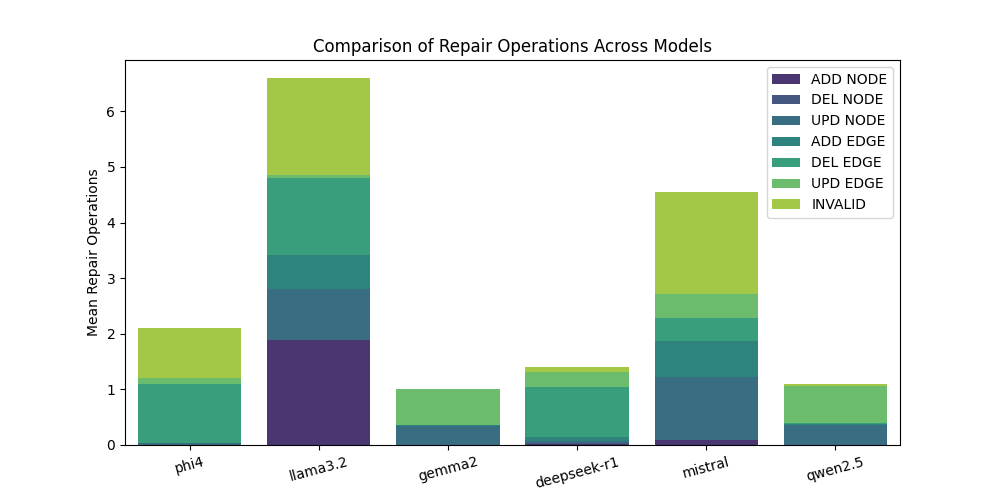 Comparison of Repair Operations Across Models
Mean Repair Operations
6
5
4
3
2
1
0
ADD NODE
DEL NODE
UPD NODE
ADD EDGE
DEL EDGE
UPD EDGE
INVALID
phi4
llama3.2
gemma2
deepseek-r1
mistral
qwen2.5